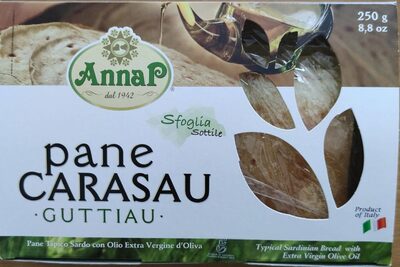 250 g
8,8 oz
AnnaP
dal 1942
Sfoglia
Sottile
pane
CARASAU
·GUTTIAU·
Product
of Italy
Pane Tipico Sardo con Olio Extra Vergine d'Oliva
Typical Sardinian Bread with
Extra Virgin Olive Oil